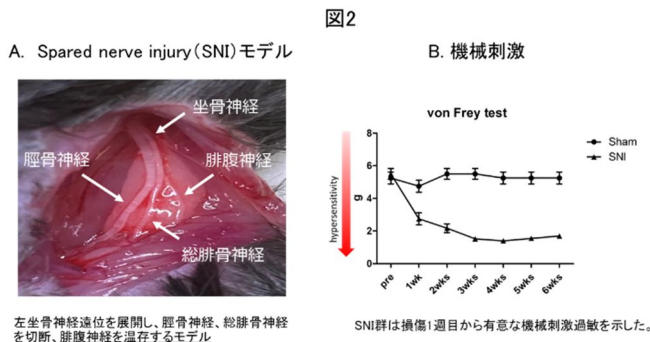 図2
A. Spared nerve injury(SNI)モデル
坐骨神経
脛骨神経
腓腹神経
総腓骨神経
左坐骨神経遠位を展開し、脛骨神経、総腓骨神経
を切断、腓腹神経を温存するモデル
B. 機械刺激
von Frey test
Sham
SNI
hypersensitivity
g
8
6
4
2
0
pre
1wk
2wks
3wks
4wks
5wks
6wks
SNI群は損傷1週目から有意な機械刺激過敏を示した。